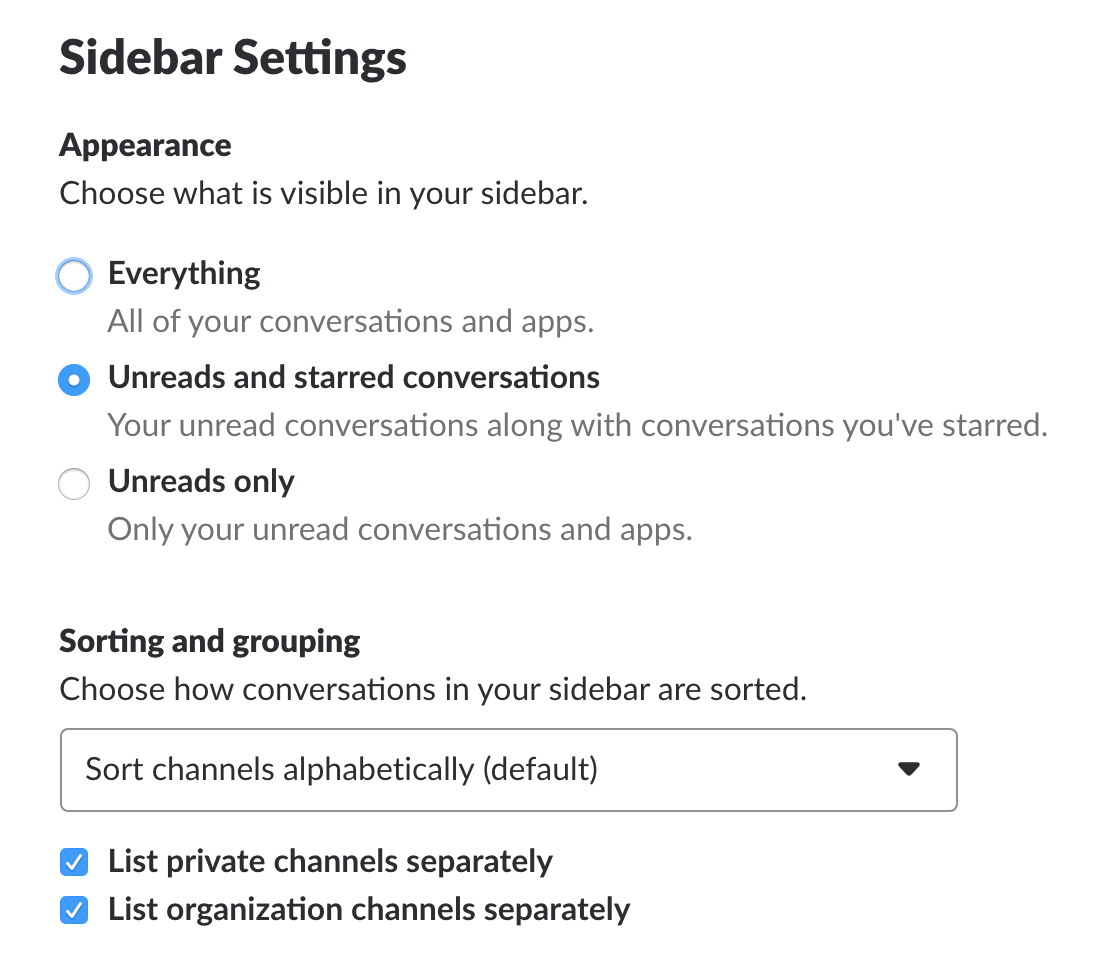 Sidebar Settings
Appearance
Choose what is visible in your sidebar.
Everything
All of your conversations and apps.
Unreads and starred conversations
Your unread conversations along with conversations you've starred.
Unreads only
Only your unread conversations and apps.
Sorting and grouping
Choose how conversations in your sidebar are sorted.
Sort channels alphabetically (default)
List private channels separately
List organization channels separately